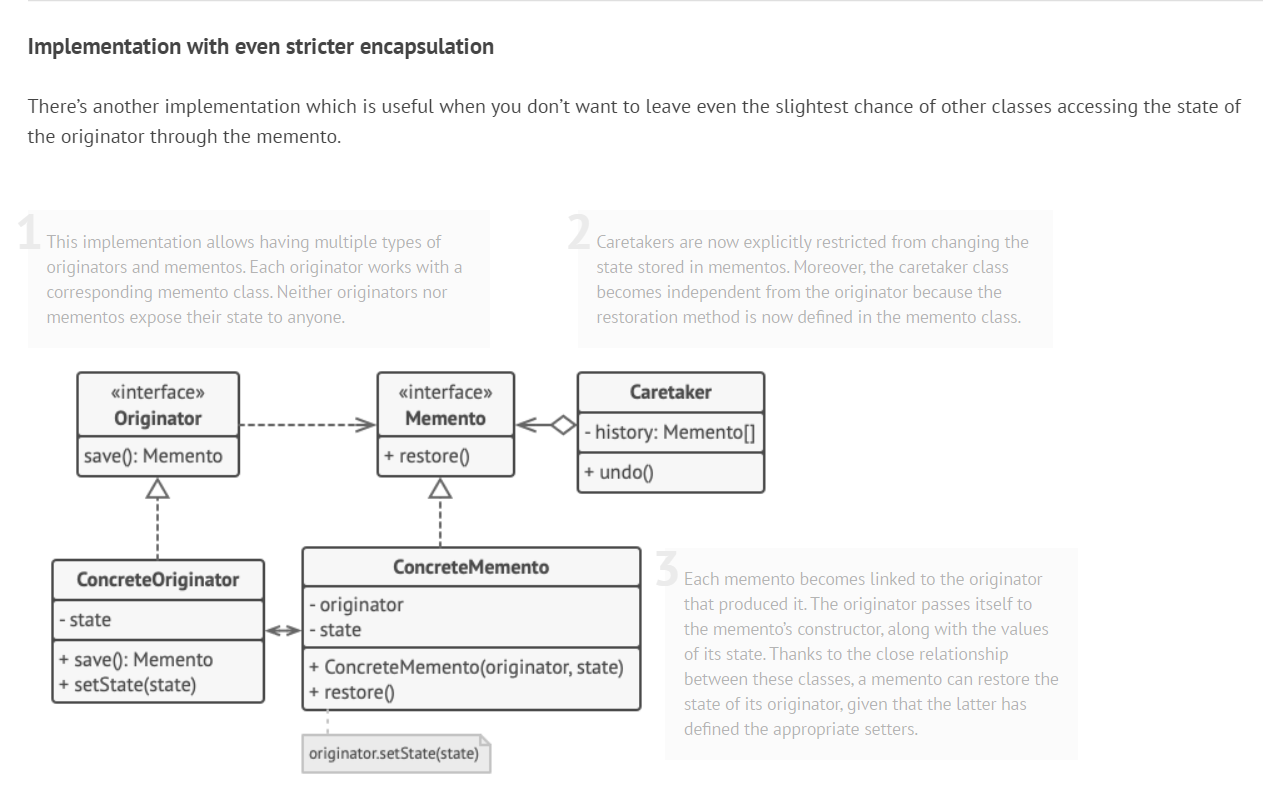 Implementation with even stricter encapsulation
There’s another implementation which is useful when you don’t want to leave even the slightest chance of other classes accessing the state of
the originator through the memento.
1
This implementation allows having multiple types of
originators and mementos. Each originator works with a
corresponding memento class. Neither originators nor
mementos expose their state to anyone.
2
Caretakers are now explicitly restricted from changing the
state stored in mementos. Moreover, the caretaker class
becomes independent from the originator because the
restoration method is now defined in the memento class.
«interface»
Originator
save(): Memento
«interface»
Memento
+ restore()
Caretaker
- history: Memento[]
+ undo()
ConcreteOriginator
- state
+ save(): Memento
+ setState(state)
ConcreteMemento
- originator
- state
+ ConcreteMemento(originator, state)
+ restore()
originator.setState(state)
3
Each memento becomes linked to the originator
that produced it. The originator passes itself to
the memento’s constructor, along with the values
of its state. Thanks to the close relationship
between these classes, a memento can restore the
state of its originator, given that the latter has
defined the appropriate setters.